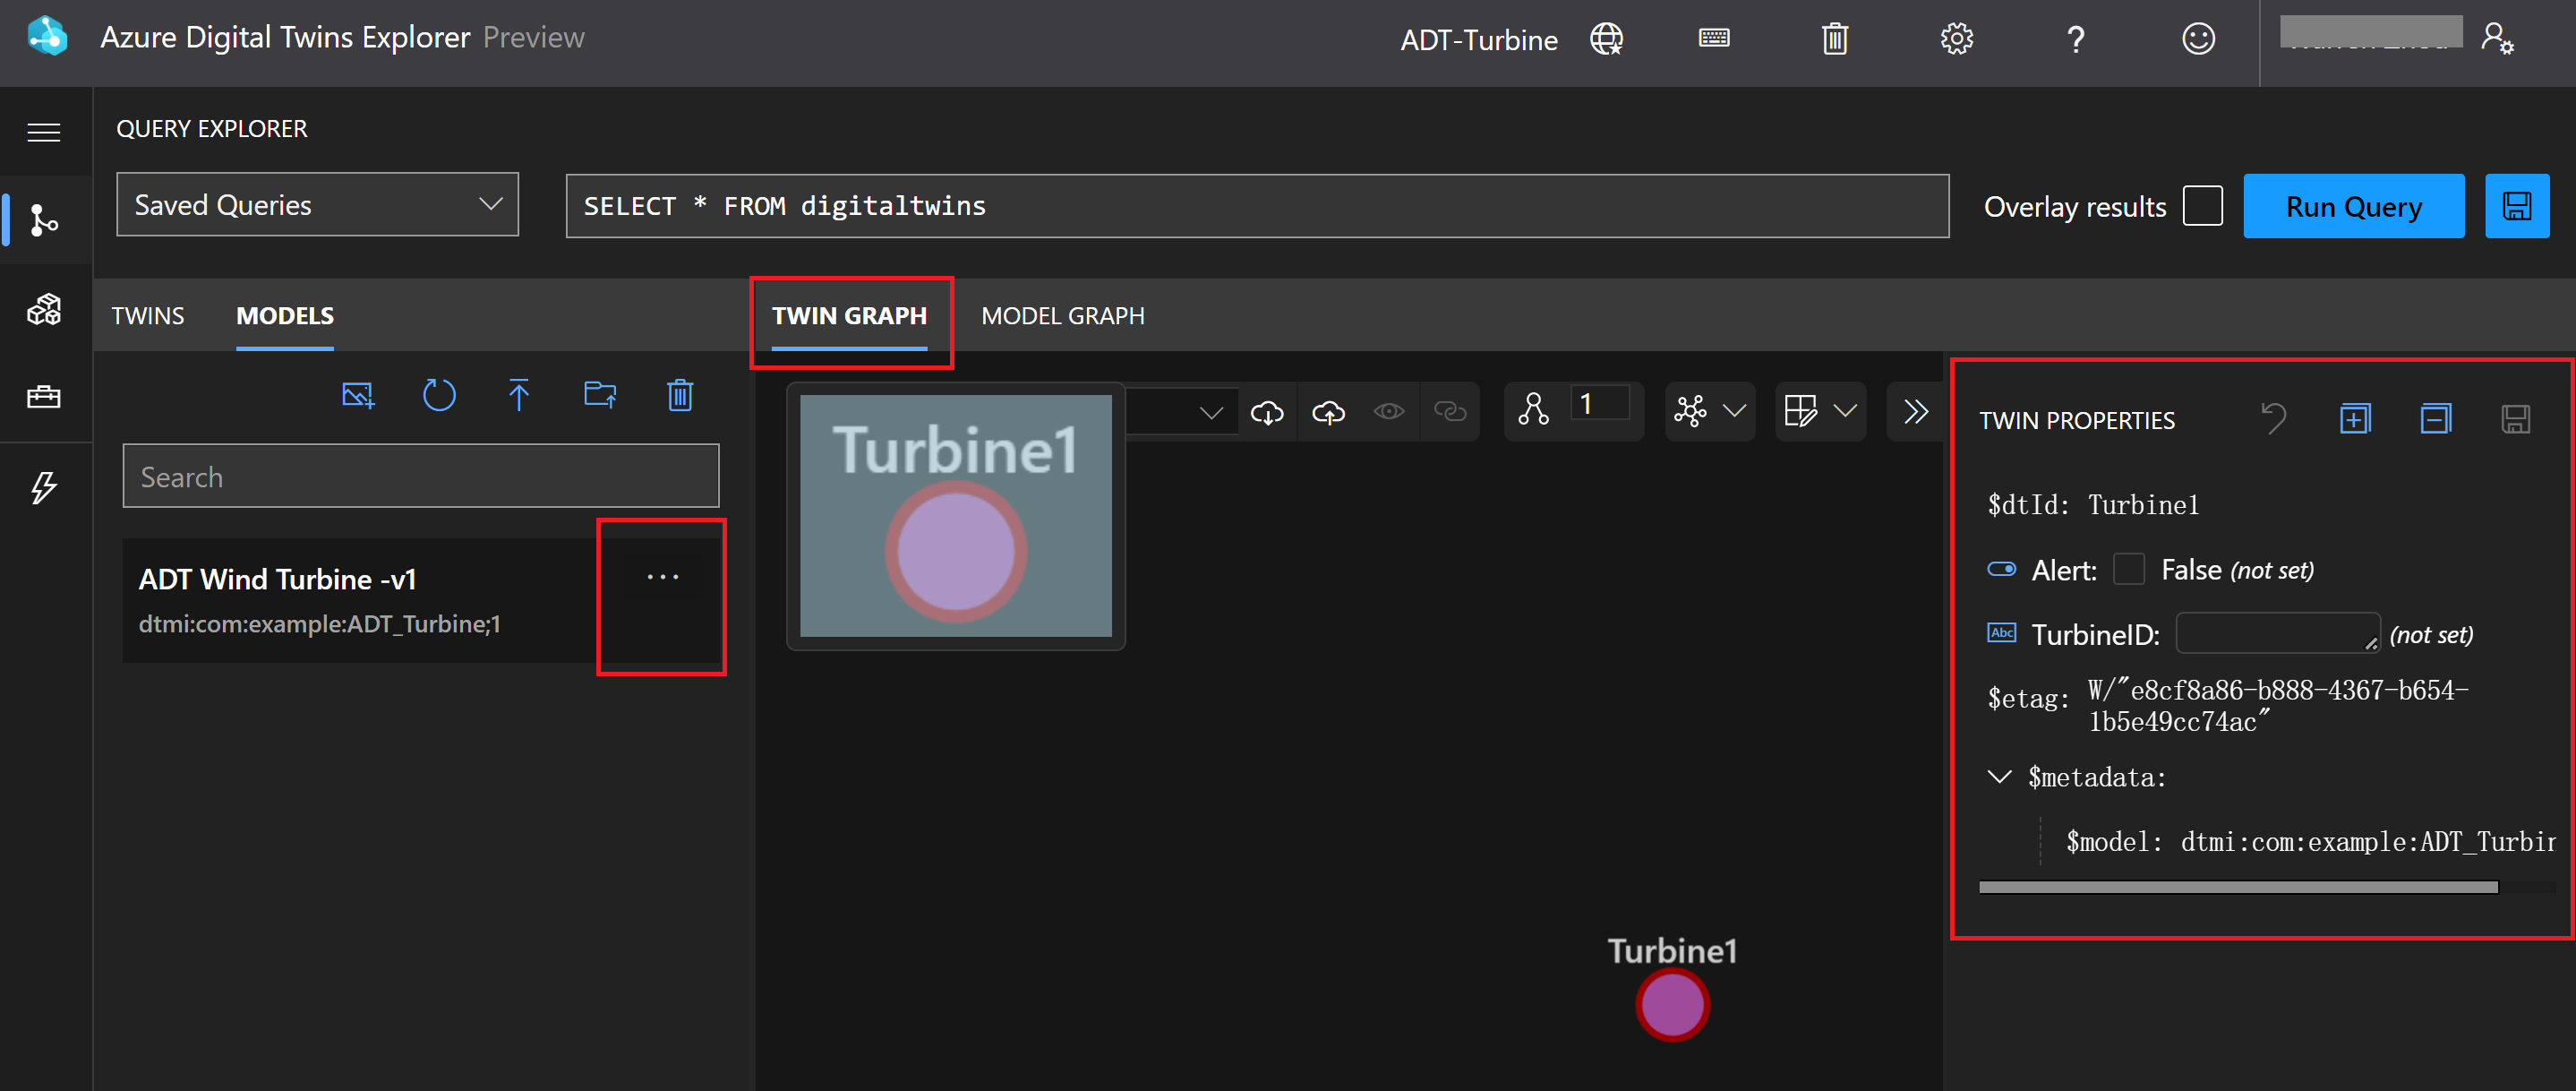 Azure Digital Twins Explorer Preview
ADT-Turbine
?
QUERY EXPLORER
Saved Queries
SELECT * FROM digitaltwins
Overlay results
Run Query
TWINS
MODELS
TWIN GRAPH
MODEL GRAPH
Search
ADT Wind Turbine -v1
...
dtmi:com:example:ADT_Turbine;1
Turbine1
1
Turbine1
TWIN PROPERTIES
$dtId: Turbine1
Alert: False (not set)
Abc TurbineID: (not set)
$etag: W/"e8cf8a86-b888-4367-b654-
1b5e49cc74ac"
$metadata:
$model: dtmi:com:example:ADT_Turbin